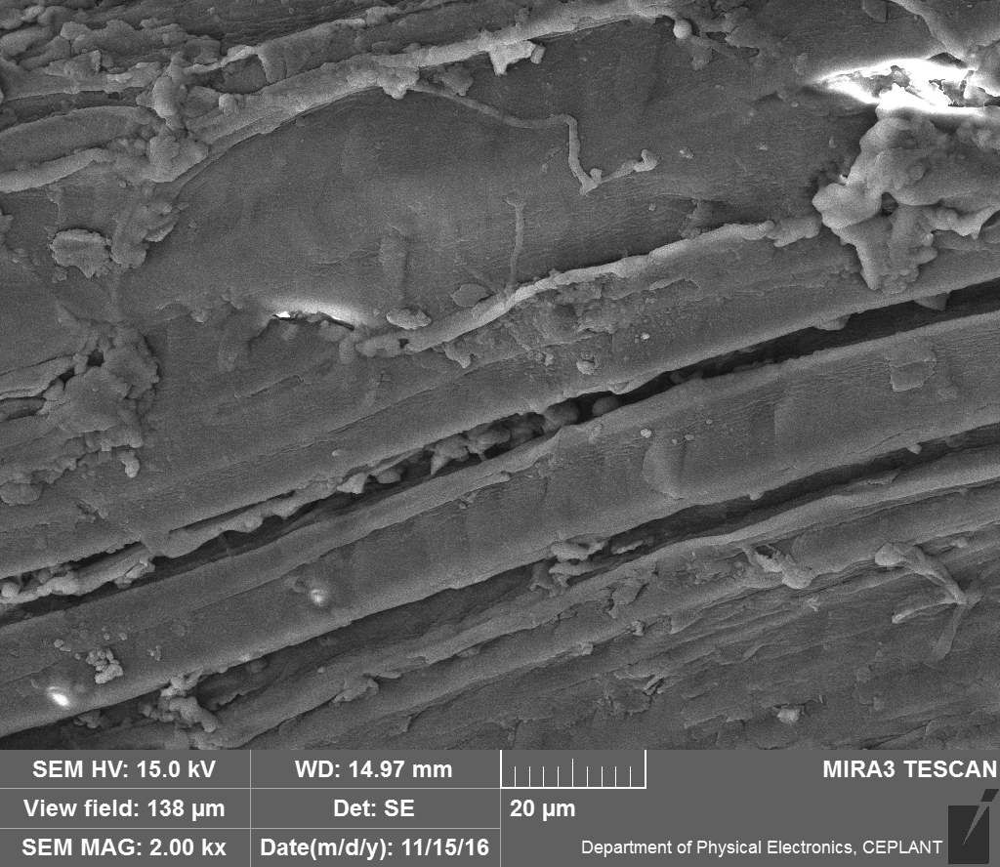 SEM HV: 15.0 kV
WD: 14.97 mm
MIRA3 TESCAN
View field: 138 µm
Det: SE
20 µm
SEM MAG: 2.00 kx
Date(m/d/y): 11/15/16
Department of Physical Electronics, CEPLANT